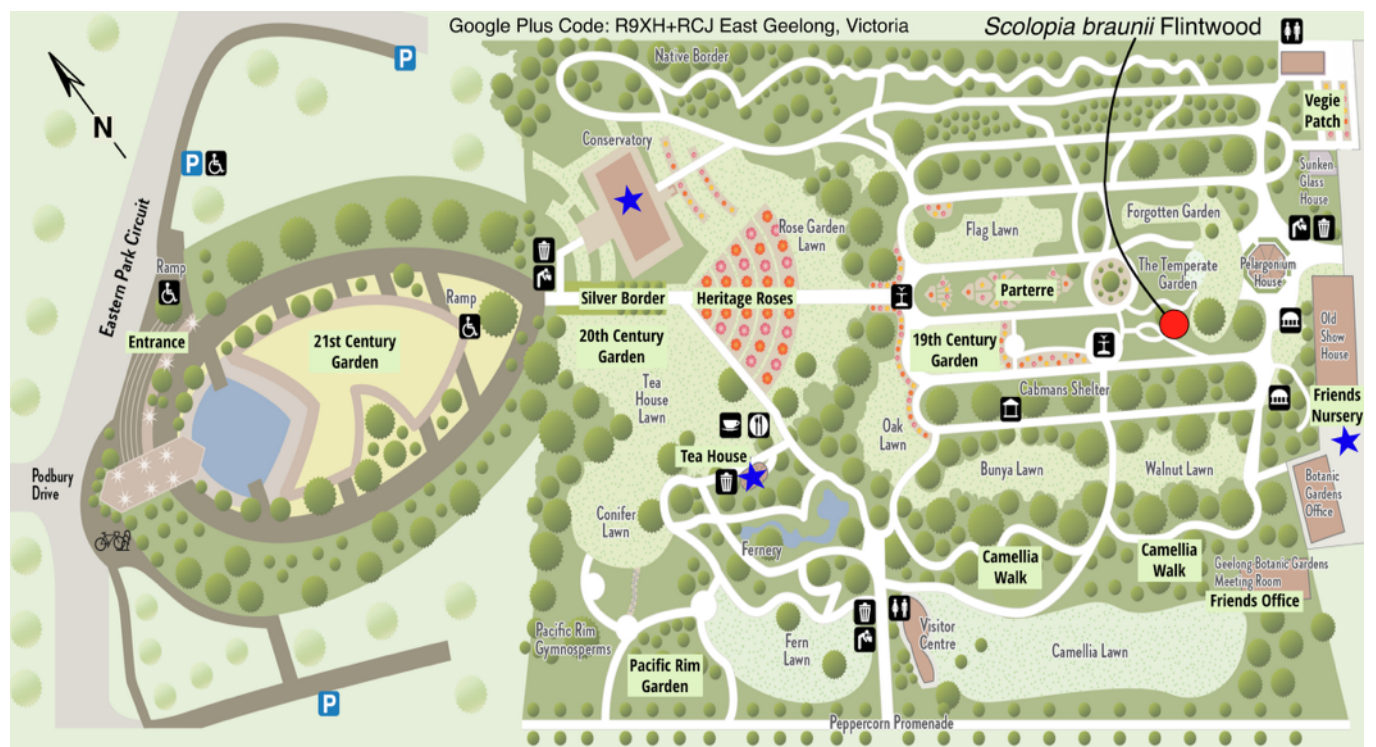 Google Plus Code: R9XH+RCJ East Geelong, Victoria
Scolopia braunii Flintwood
P
N
Native Border
Vegie
Patch
Conservatory
P
Sunken
Glass
House
Eastern Park Circuit
Forgotten Garden
Flag Lawn
Rose Garden
Lawn
Ramp
The Temperate
Garden
Pelargonium
House
Ramp
Silver Border
Heritage Roses
Parterre
Entrance
21st Century
Garden
20th Century
Garden
19th Century
Garden
Old
Show
House
Tea
House
Lawn
Cabmans Shelter
Friends
Nursery
Oak
Lawn
Tea House
Bunya Lawn
Walnut Lawn
Podbury
Drive
Botanic
Gardens
Office
Conifer
Lawn
Fernery
Camellia
Walk
Camellia
Walk
Geelong Botanic Gardens
Meeting Room
Friends Office
Pacific Rim
Gymnosperms
Visitor
Centre
Fern
Lawn
Camellia Lawn
Pacific Rim
Garden
P
Peppercorn Promenade